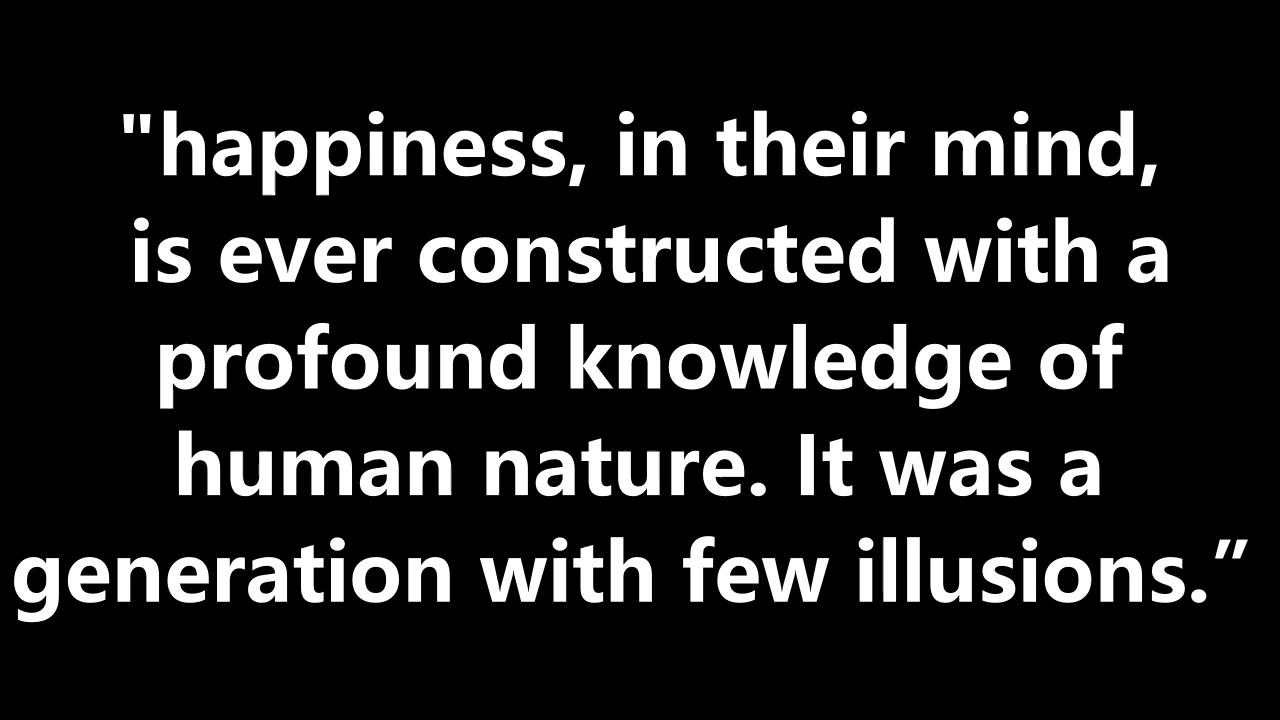 "happiness, in their mind,
is ever constructed with a
profound knowledge of
human nature. It was a
generation with few illusions.”